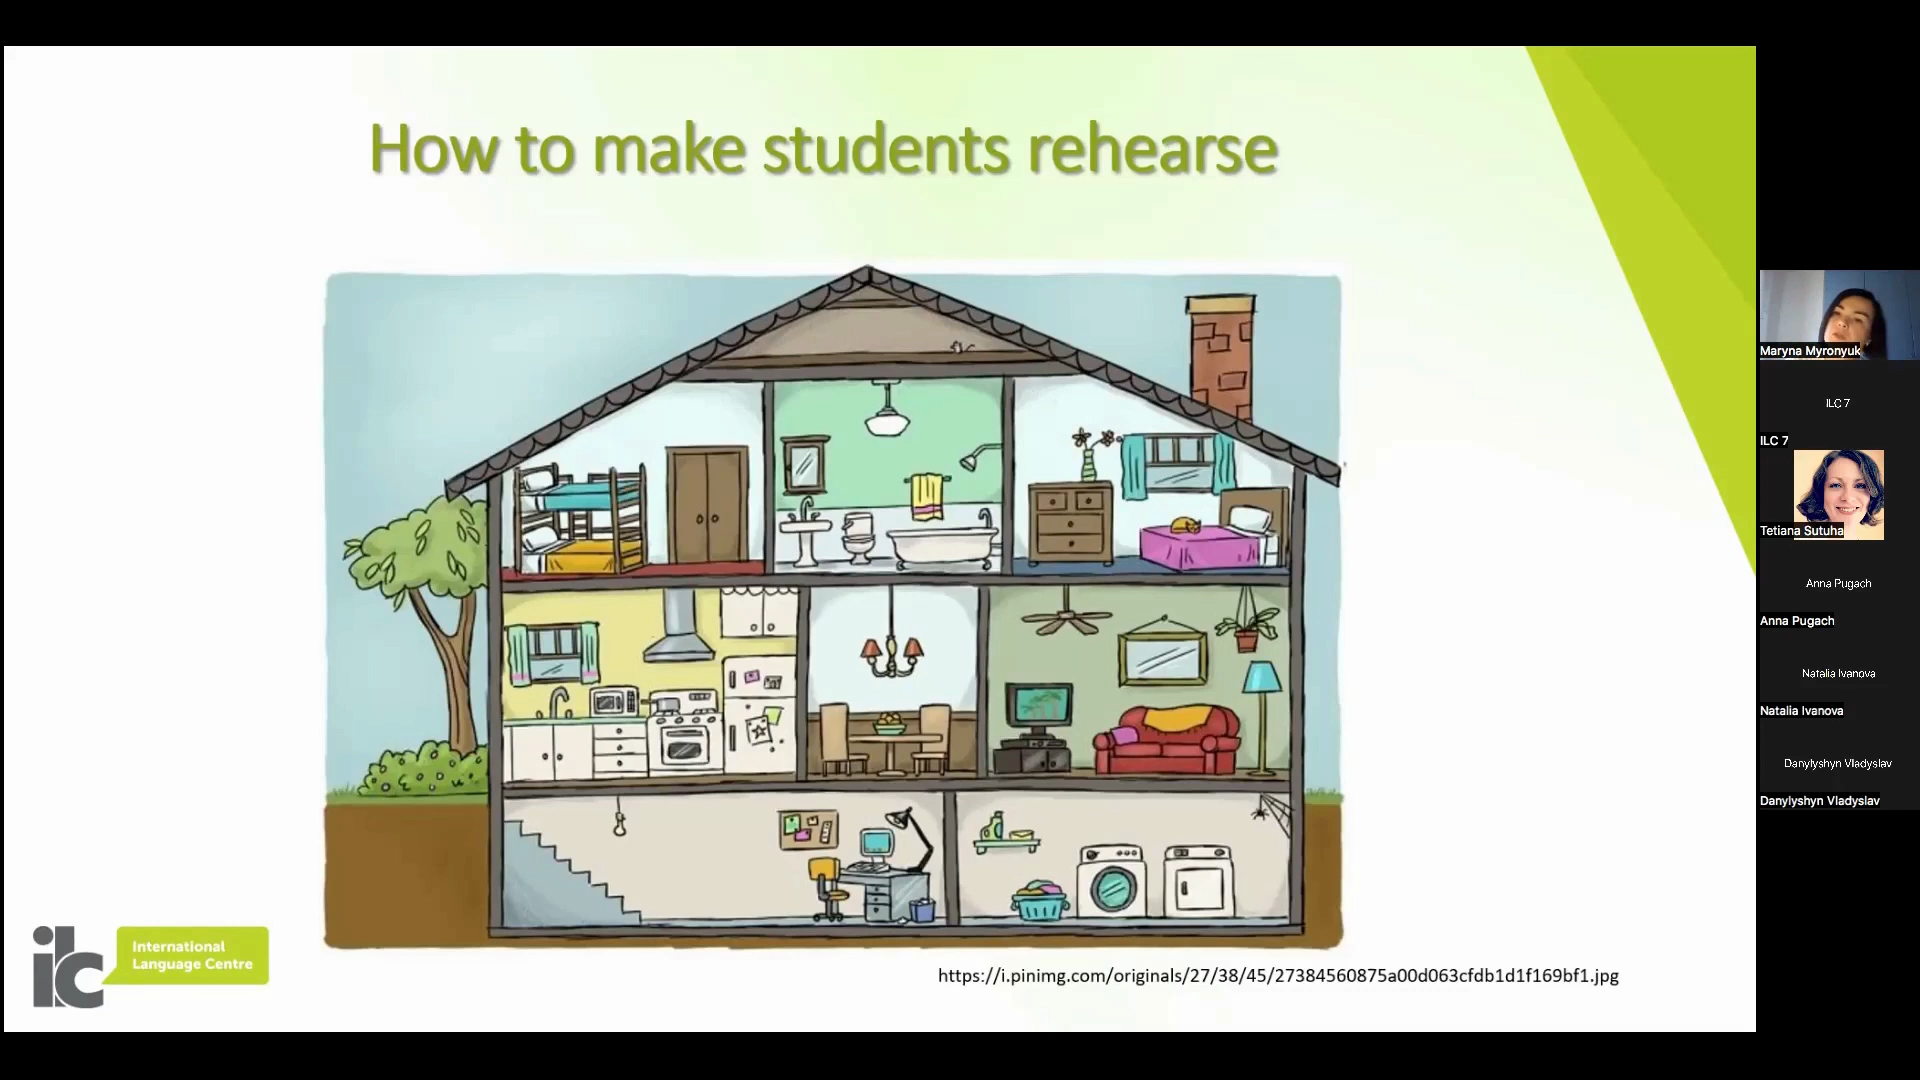 How to make students rehearse
ilc
International
Language Centre
https://i.pinimg.com/originals/27/38/45/27384560875a00d063cfdb1d1f169bf1.jpg
Maryna Myronyuk
ILC 7
ILC 7
Tetiana Sutuha
Anna Pugach
Anna Pugach
Natalia Ivanova
Natalia Ivanova
Danylyshyn Vladyslav
Danylyshyn Vladyslav